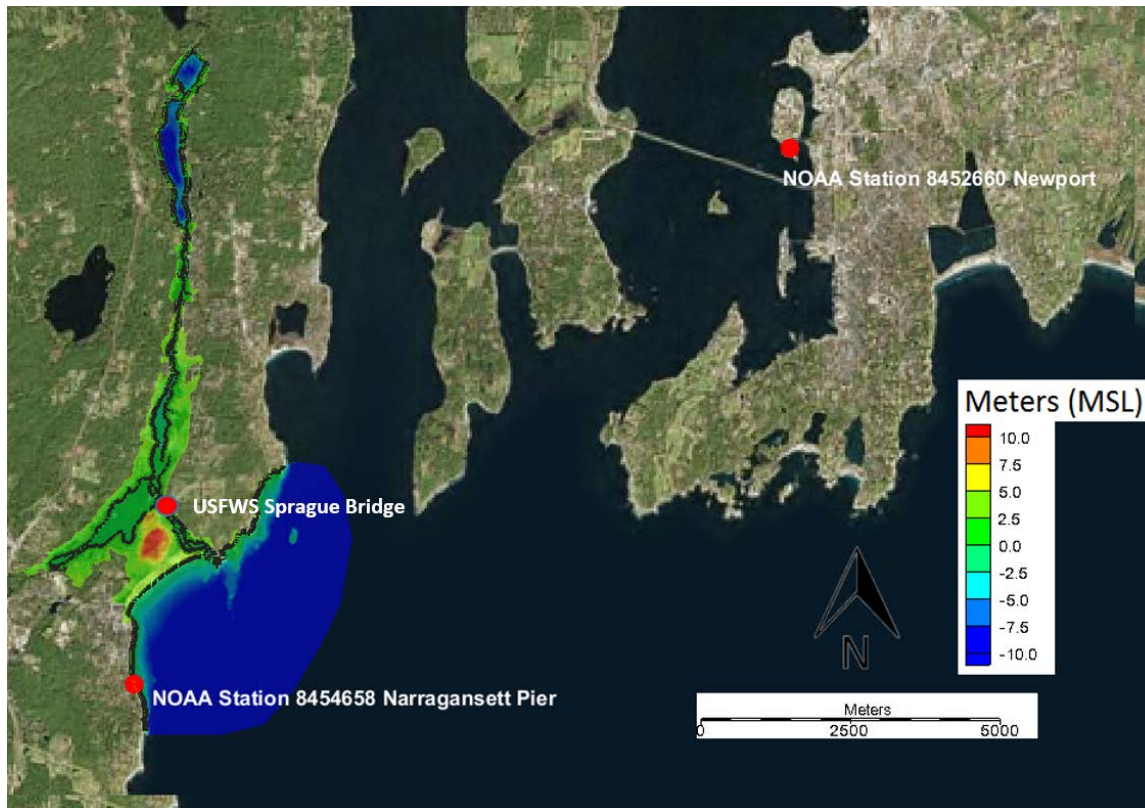 NOAA Station 8452660 Newport
Meters (MSL)
10.0
7.5
5.0
2.5
0.0
-2.5
-5.0
-7.5
-10.0
USFWS Sprague Bridge
N
NOAA Station 8454658 Narragansett Pier
Meters
0 2500 5000